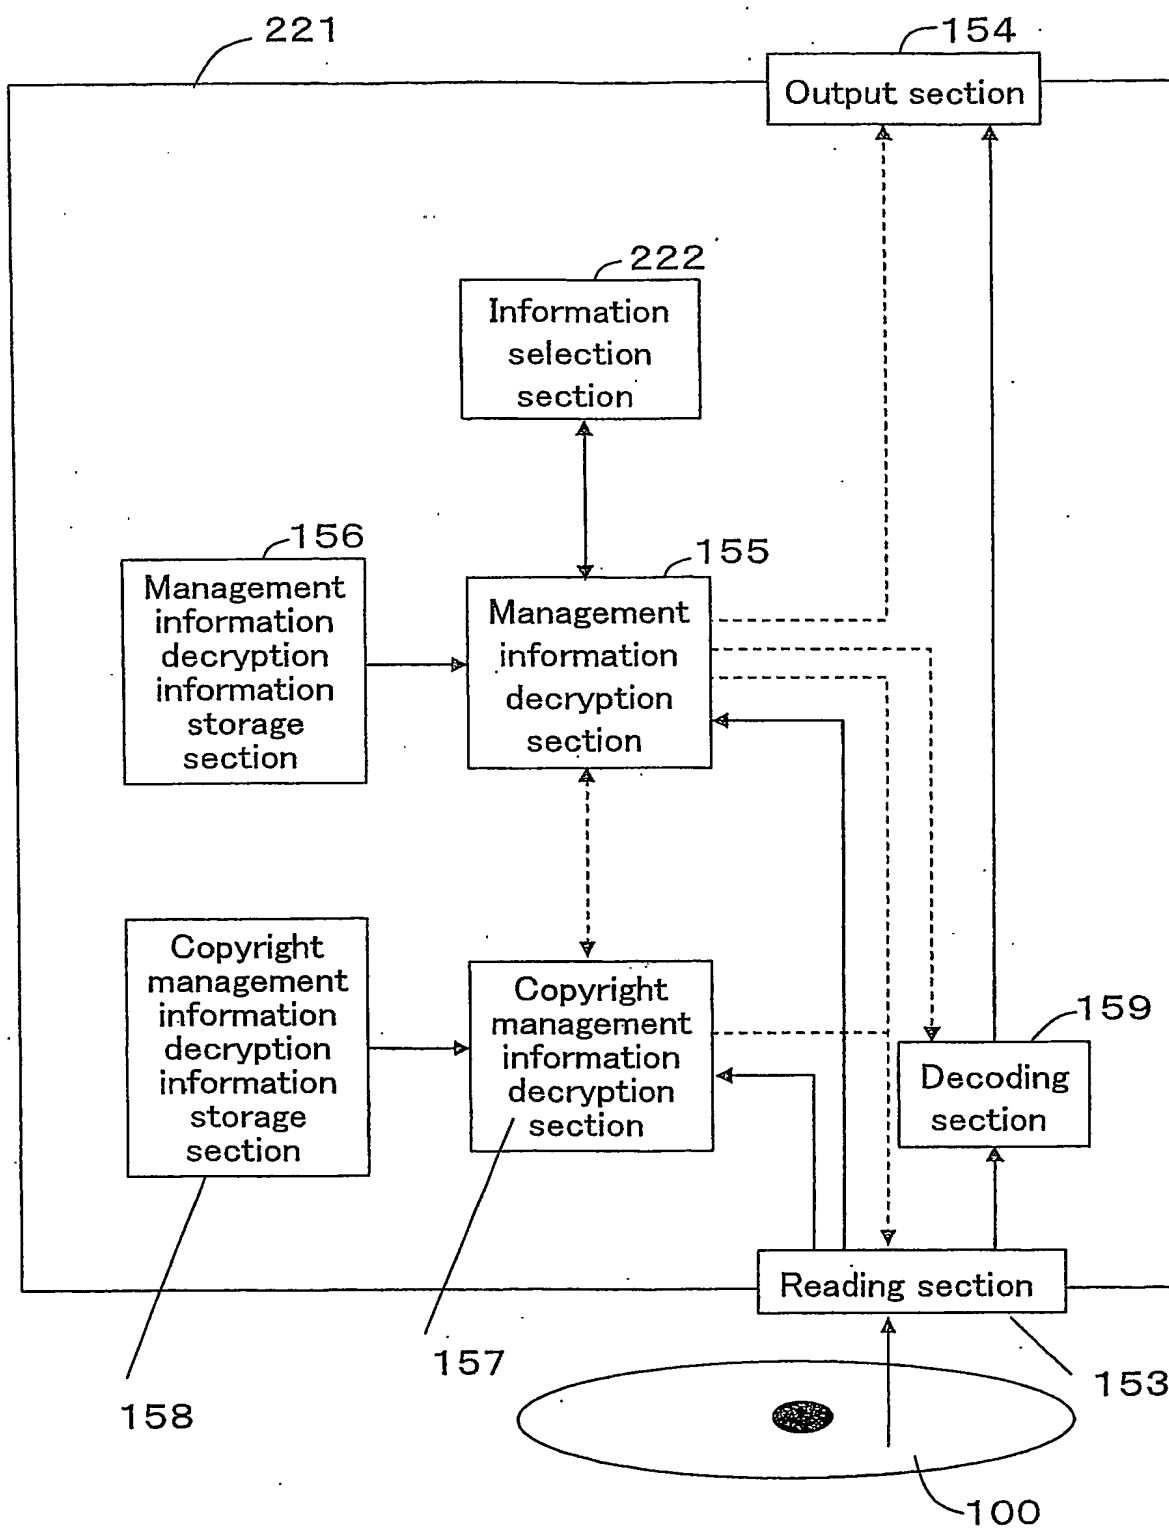 221
154
Output section
222
Information
selection
section
156
Management
information
decryption
information
storage
section
155
Management
information
decryption
section
Copyright
management
information
decryption
information
storage
section
Copyright
management
information
decryption
section
159
Decoding
section
Reading section
157
153
158
100